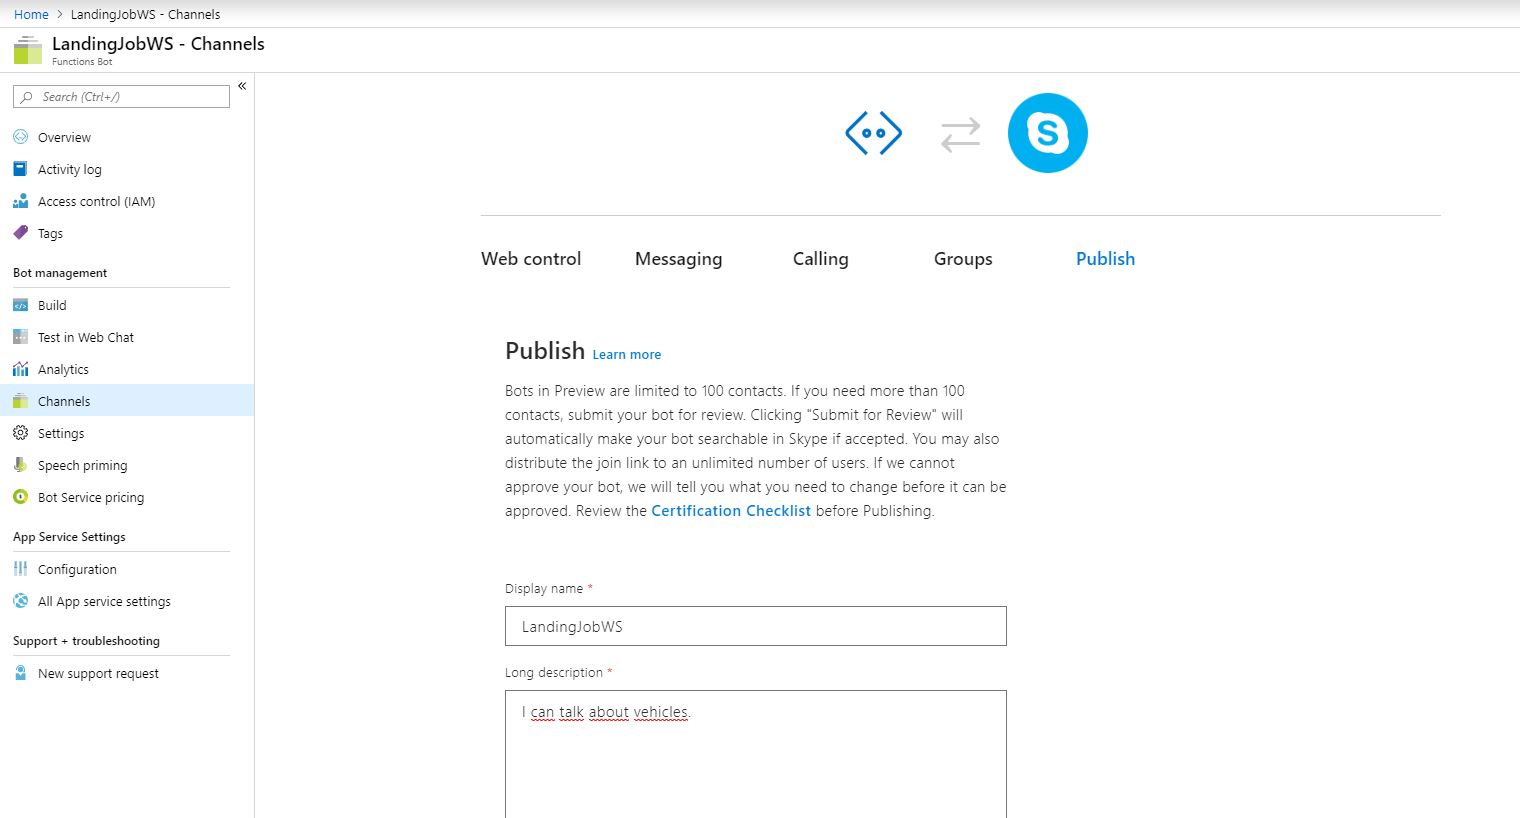 Home > LandingJobWS - Channels
LandingJobWS - Channels
Functions Bot
Search (Ctrl+/)
«
Overview
Activity log
Access control (IAM)
Tags
Bot management
Build
Test in Web Chat
Analytics
Channels
Settings
Speech priming
Bot Service pricing
App Service Settings
Configuration
All App service settings
Support + troubleshooting
New support request
S
Web control Messaging Calling Groups Publish
Publish Learn more
Bots in Preview are limited to 100 contacts. If you need more than 100
contacts, submit your bot for review. Clicking "Submit for Review" will
automatically make your bot searchable in Skype if accepted. You may also
distribute the join link to an unlimited number of users. If we cannot
approve your bot, we will tell you what you need to change before it can be
approved. Review the Certification Checklist before Publishing.
Display name *
LandingJobWS
Long description *
I can talk about vehicles.